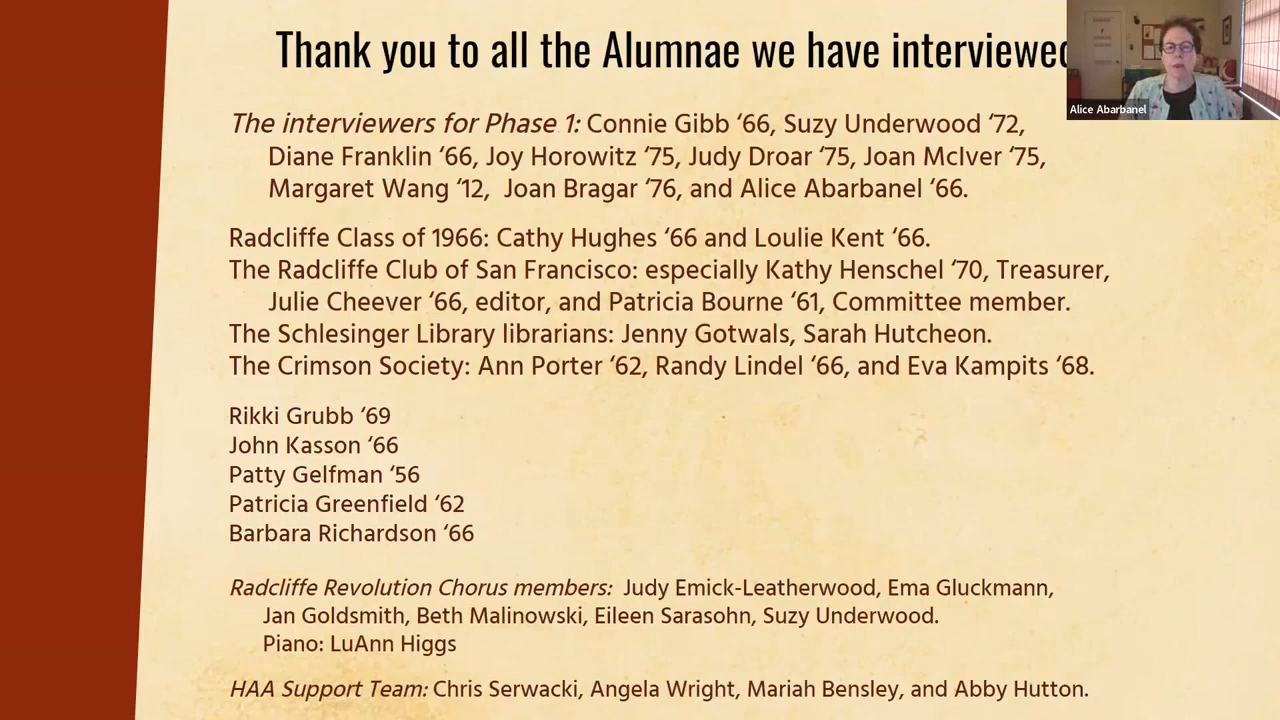 Thank you to all the Alumnae we have interviewed
Alice Abarbanel
The interviewers for Phase 1: Connie Gibb ‘66, Suzy Underwood ‘72,
Diane Franklin ‘66, Joy Horowitz ‘75, Judy Droar ‘75, Joan McIver ‘75,
Margaret Wang ‘12, Joan Bragar ‘76, and Alice Abarbanel ‘66.
Radcliffe Class of 1966: Cathy Hughes ‘66 and Loulie Kent ‘66.
The Radcliffe Club of San Francisco: especially Kathy Henschel ‘70, Treasurer,
Julie Cheever ‘66, editor, and Patricia Bourne ‘61, Committee member.
The Schlesinger Library librarians: Jenny Gotwals, Sarah Hutcheon.
The Crimson Society: Ann Porter ‘62, Randy Lindel ‘66, and Eva Kampits ‘68.
Rikki Grubb ‘69
John Kasson ‘66
Patty Gelfman ‘56
Patricia Greenfield ‘62
Barbara Richardson ‘66
Radcliffe Revolution Chorus members: Judy Emick-Leatherwood, Ema Gluckmann,
Jan Goldsmith, Beth Malinowski, Eileen Sarasohn, Suzy Underwood.
Piano: LuAnn Higgs
HAA Support Team: Chris Serwacki, Angela Wright, Mariah Bensley, and Abby Hutton.